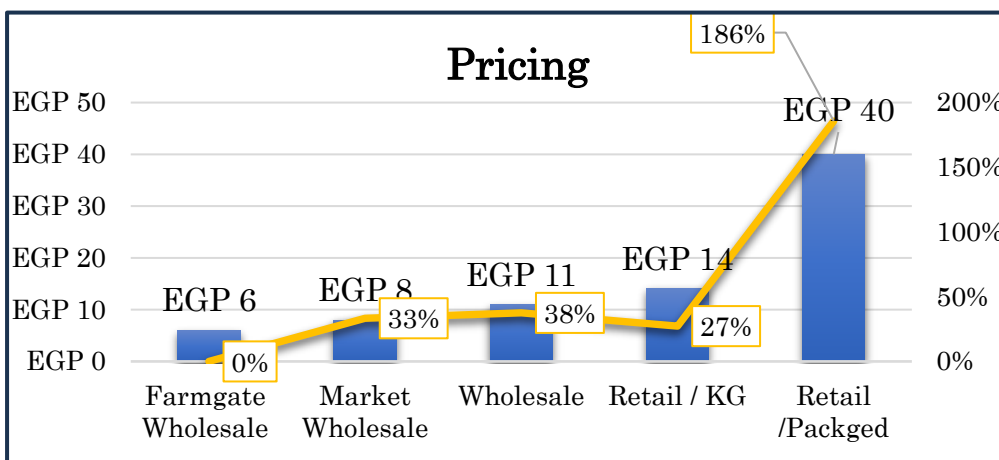 186%
Pricing
EGP 50
EGP 40
EGP 30
EGP 20
EGP 10
EGP 0
200%
150%
100%
50%
0%
EGP 6
EGP 8
EGP 11
EGP 14
EGP 40
0%
33%
38%
27%
Farmgate
Wholesale
Market
Wholesale
Wholesale
Retail / KG
Retail
/Packged